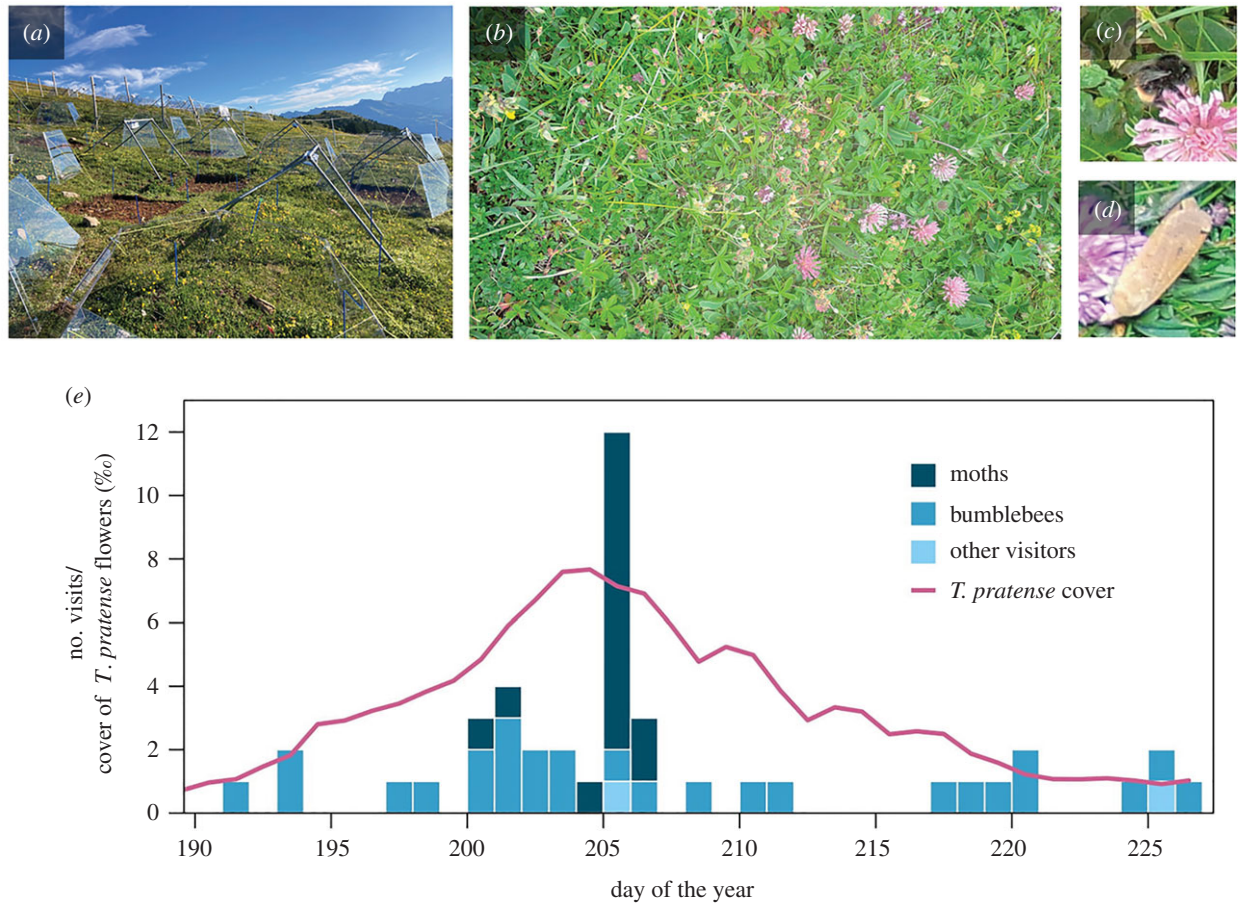 (a)
(b)
(c)
(d)
(e)
no. visits/
cover of T. pratense flowers (‰)
12
10
8
6
4
2
0
moths
bumblebees
other visitors
T. pratense cover
190 195 200 205 210 215 220 225
day of the year